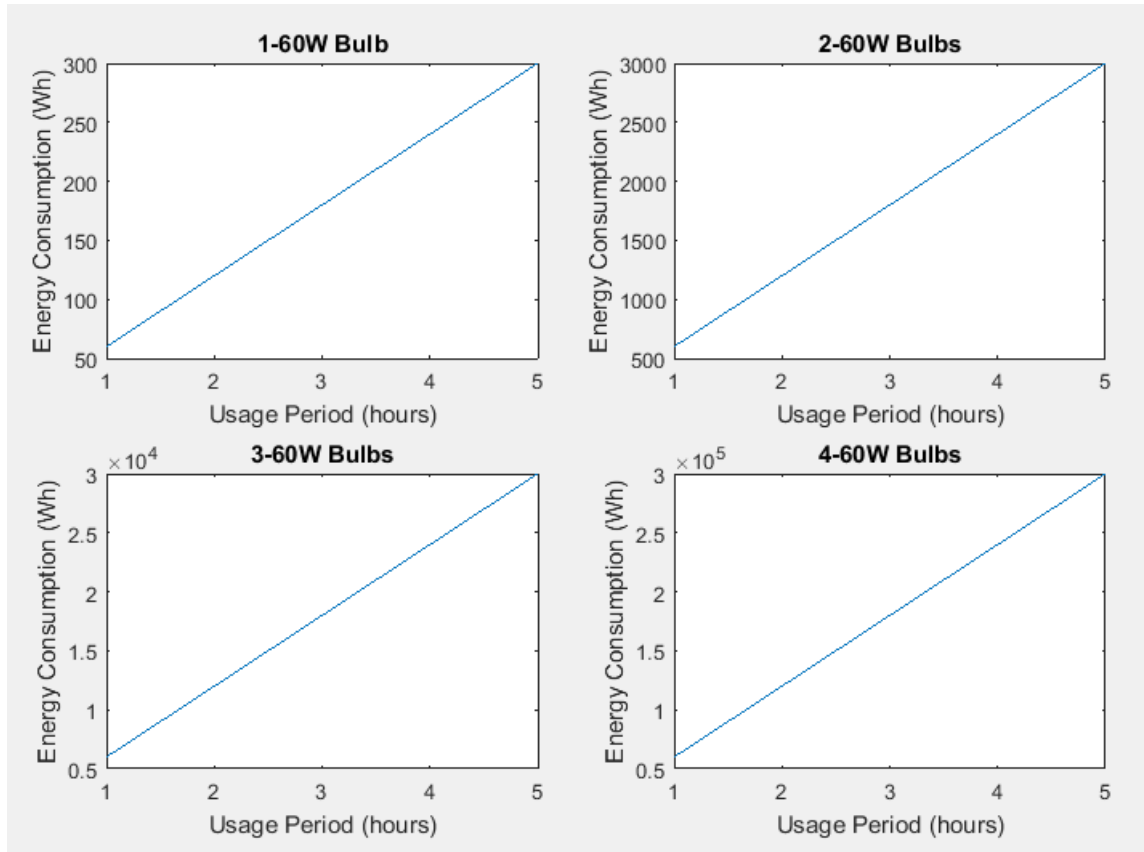 1-60W Bulb
Energy Consumption (Wh)
300
250
200
150
100
50
1 2 3 4 5
Usage Period (hours)
2-60W Bulbs
Energy Consumption (Wh)
3000
2500
2000
1500
1000
500
1 2 3 4 5
Usage Period (hours)
3-60W Bulbs
×10⁴
Energy Consumption (Wh)
3
2.5
2
1.5
1
0.5
1 2 3 4 5
Usage Period (hours)
4-60W Bulbs
×10⁵
Energy Consumption (Wh)
3
2.5
2
1.5
1
0.5
1 2 3 4 5
Usage Period (hours)